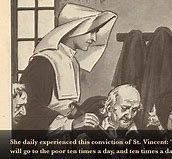 She daily experienced this conviction of St. Vincent:
will go to the poor ten times a day, and ten times a da